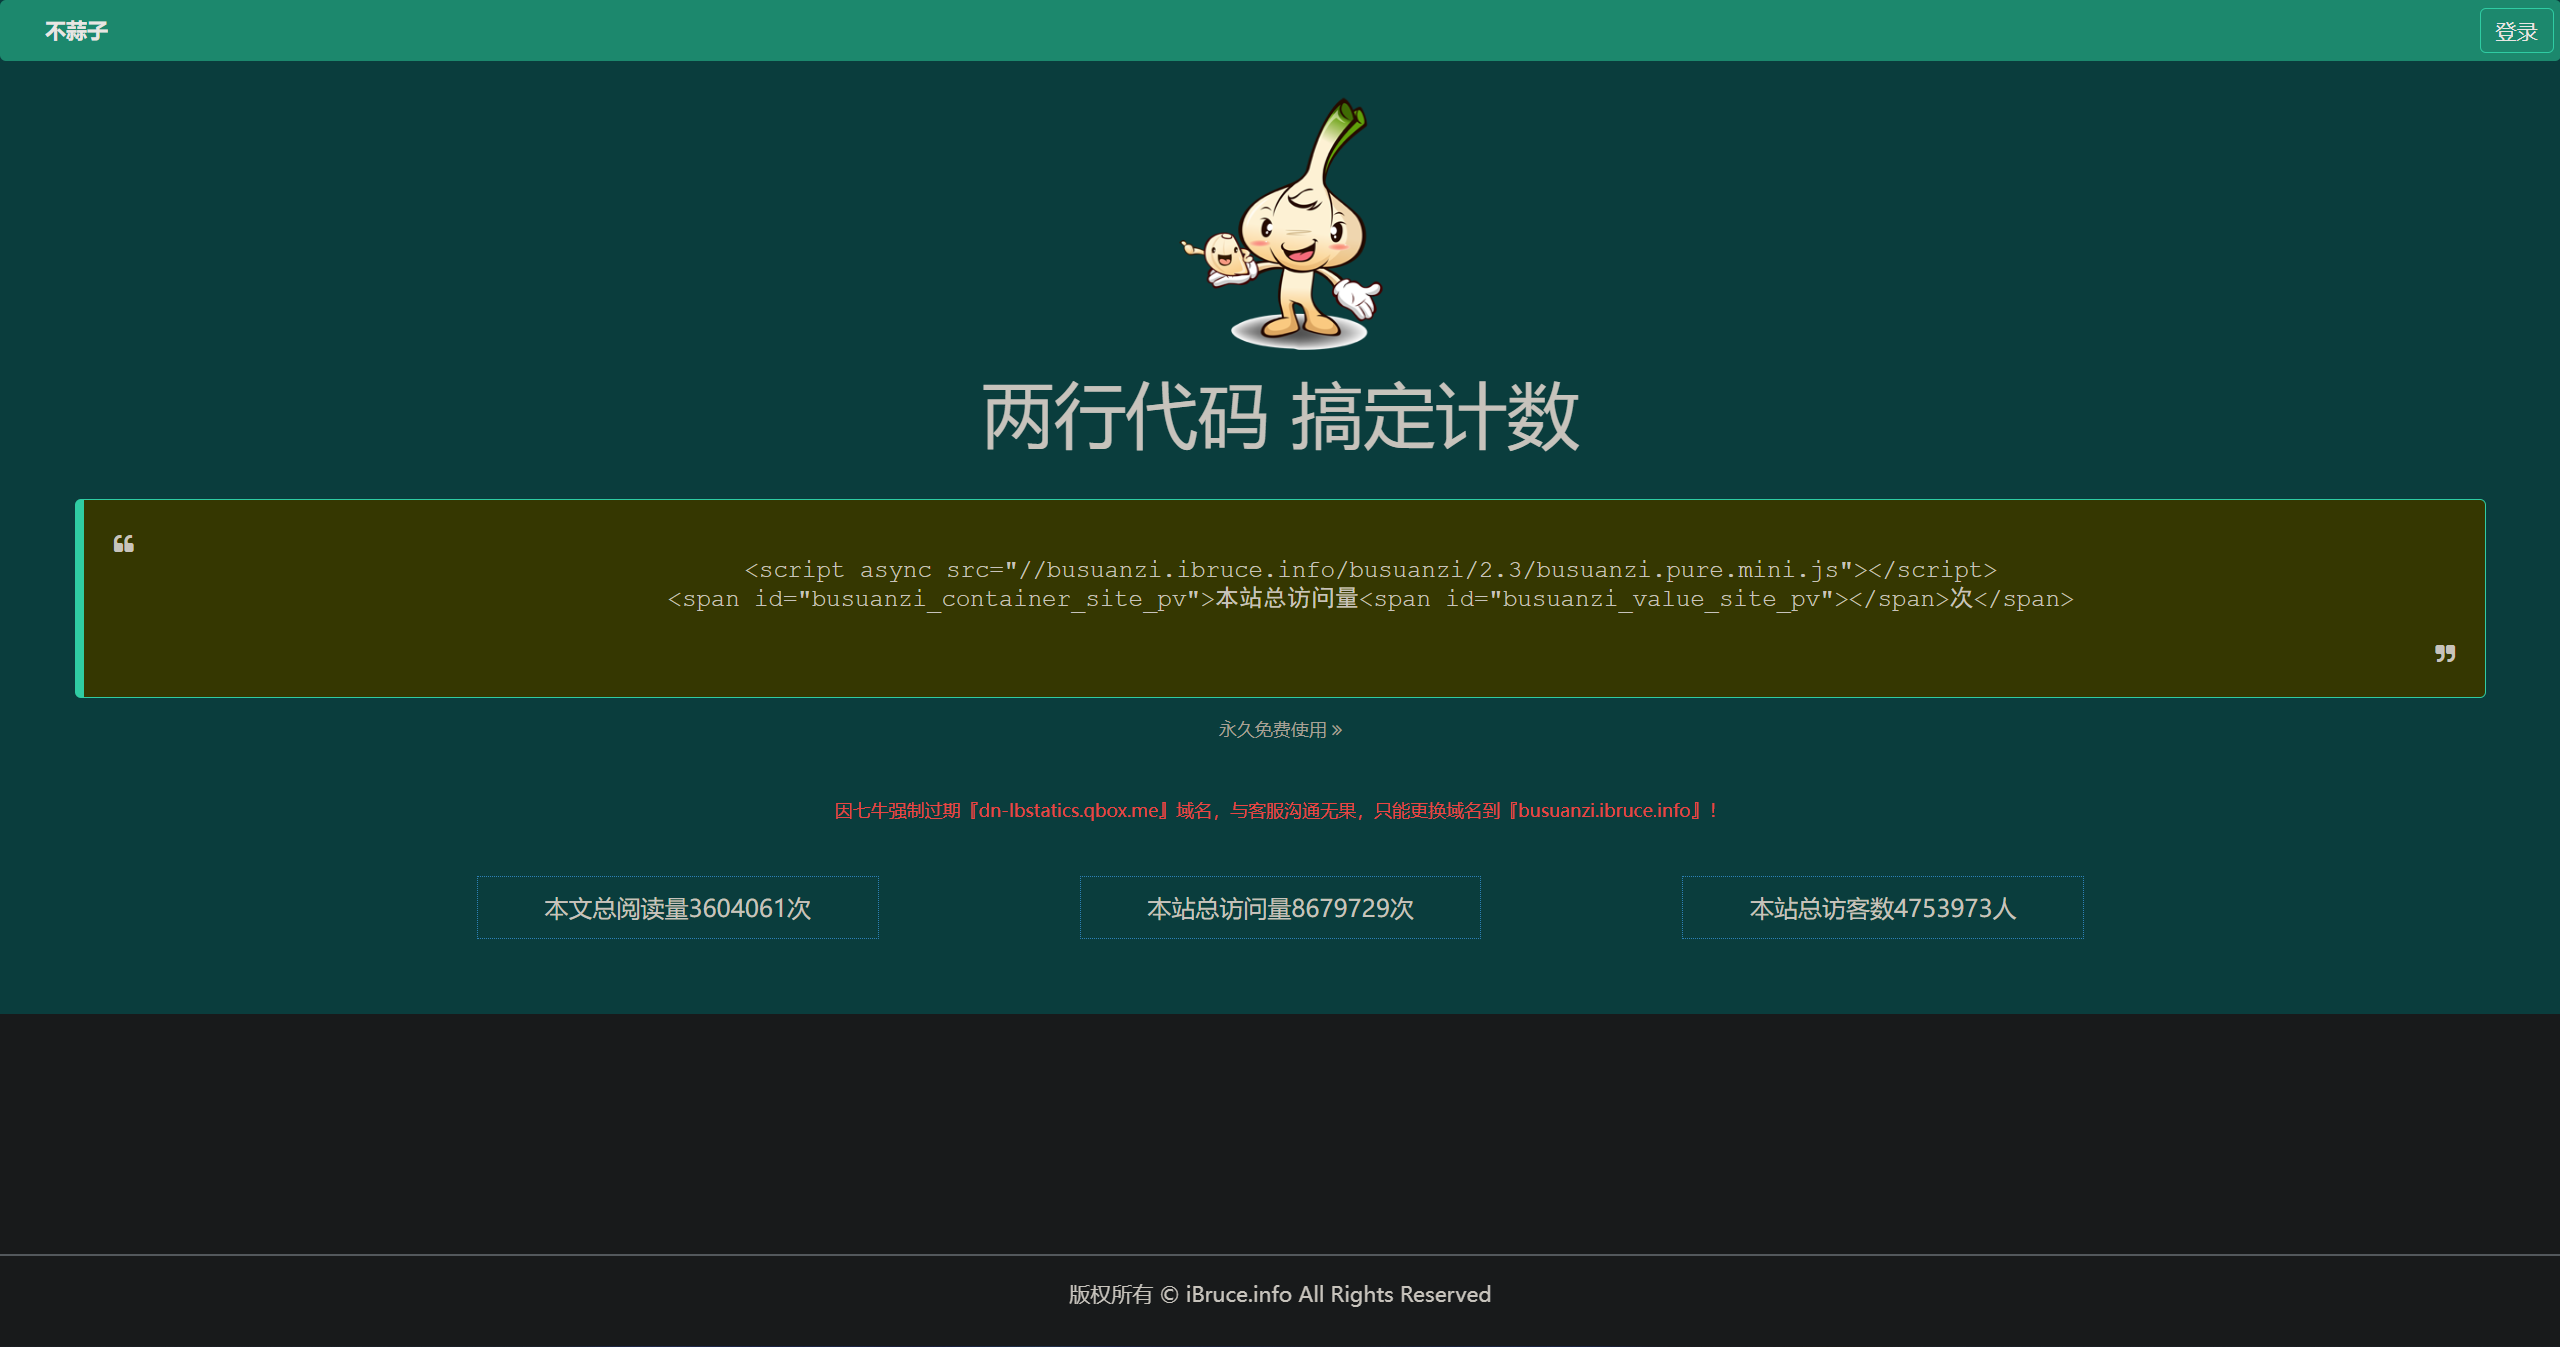 不蒜子
登录
两行代码 搞定计数
<script async src="//busuanzi.ibruce.info/busuanzi/2.3/busuanzi.pure.mini.js"></script>
<span id="busuanzi_container_site_pv">本站总访问量<span id="busuanzi_value_site_pv"></span>次</span>
永久免费使用 »
因七牛强制过期『dn-lbstatics.qbox.me』域名，与客服沟通无果，只能更换域名到『busuanzi.ibruce.info』！
本文总阅读量3604061次
本站总访问量8679729次
本站总访客数4753973人
版权所有 © iBruce.info All Rights Reserved